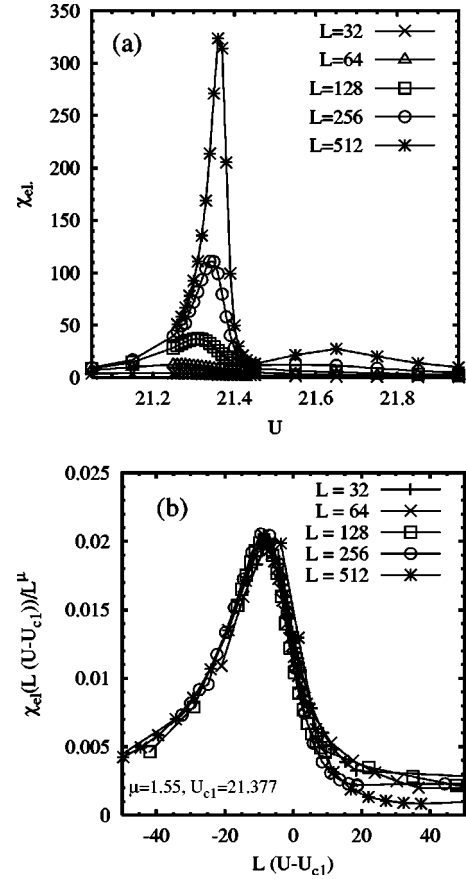 (a)
L=32
L=64
L=128
L=256
L=512
350
300
250
200
150
100
50
0
χel.
21.2 21.4 21.6 21.8
U
(b)
L = 32
L = 64
L = 128
L = 256
L = 512
0.025
0.02
0.015
0.01
0.005
0
χel(L (U-Uc1))/L^μ
μ=1.55, Uc1=21.377
-40 -20 0 20 40
L (U-Uc1)